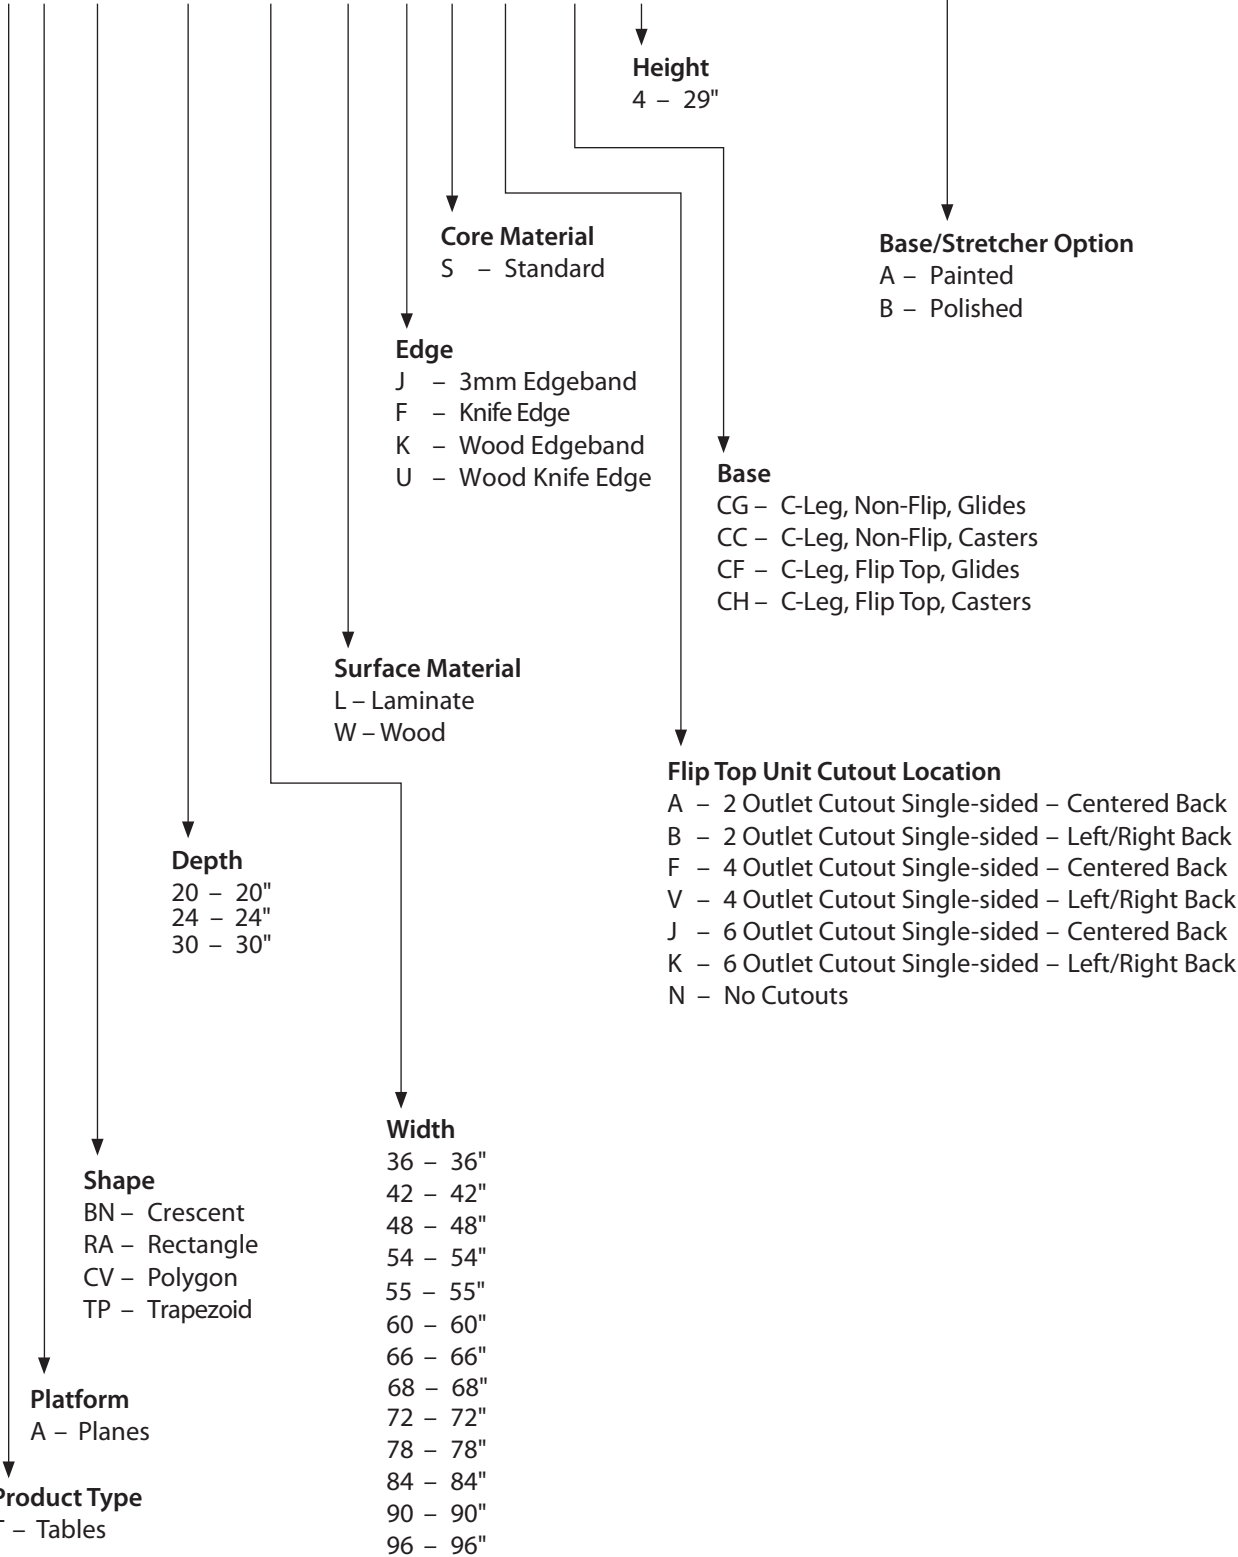 Height
4 – 29"
Core Material
S – Standard
Base/Stretcher Option
A – Painted
B – Polished
Edge
J – 3mm Edgeband
F – Knife Edge
K – Wood Edgeband
U – Wood Knife Edge
Base
CG – C-Leg, Non-Flip, Glides
CC – C-Leg, Non-Flip, Casters
CF – C-Leg, Flip Top, Glides
CH – C-Leg, Flip Top, Casters
Surface Material
L – Laminate
W – Wood
Flip Top Unit Cutout Location
A – 2 Outlet Cutout Single-sided – Centered Back
B – 2 Outlet Cutout Single-sided – Left/Right Back
F – 4 Outlet Cutout Single-sided – Centered Back
V – 4 Outlet Cutout Single-sided – Left/Right Back
J – 6 Outlet Cutout Single-sided – Centered Back
K – 6 Outlet Cutout Single-sided – Left/Right Back
N – No Cutouts
Depth
20 – 20"
24 – 24"
30 – 30"
Width
36 – 36"
42 – 42"
48 – 48"
54 – 54"
55 – 55"
60 – 60"
66 – 66"
68 – 68"
72 – 72"
78 – 78"
84 – 84"
90 – 90"
96 – 96"
Shape
BN – Crescent
RA – Rectangle
CV – Polygon
TP – Trapezoid
Platform
A – Planes
Product Type
T – Tables